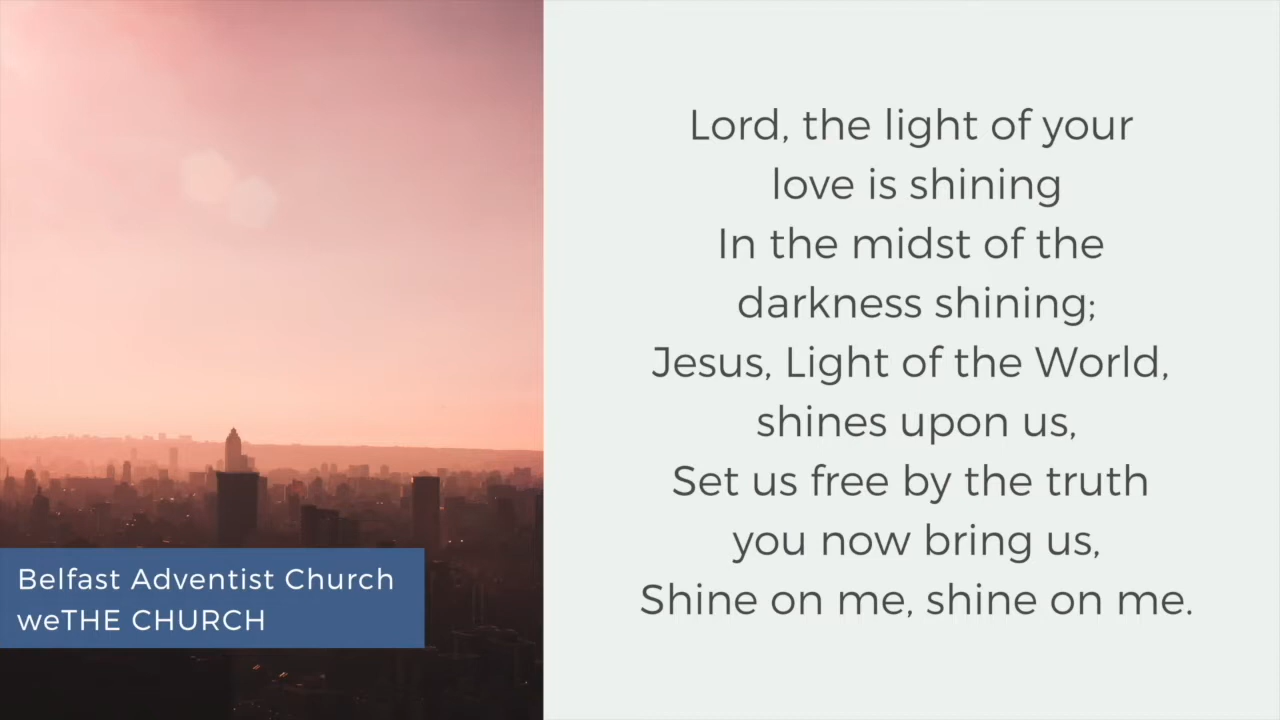 Lord, the light of your
love is shining
In the midst of the
darkness shining;
Jesus, Light of the World,
shines upon us,
Set us free by the truth
you now bring us,
Shine on me, shine on me.
Belfast Adventist Church
weTHE CHURCH